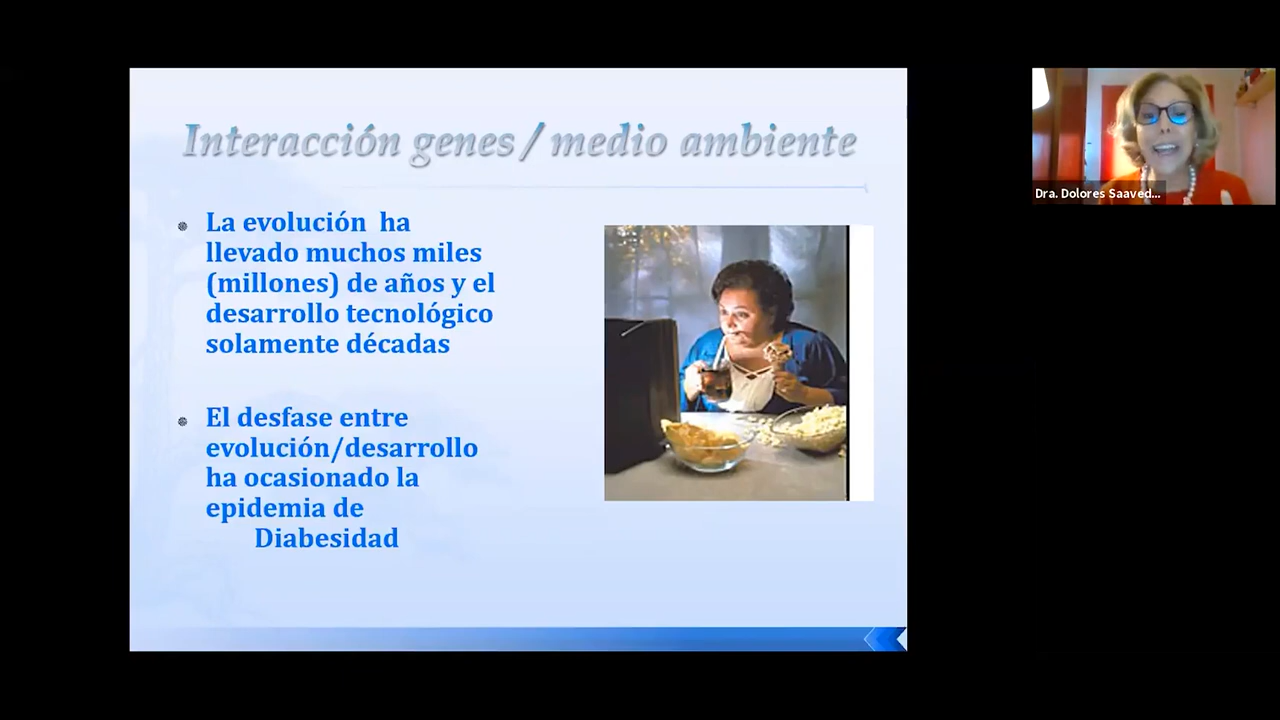 Interacción genes / medio ambiente
La evolución ha
llevado muchos miles
(millones) de años y el
desarrollo tecnológico
solamente décadas
El desfase entre
evolución/desarrollo
ha ocasionado la
epidemia de
Diabesidad
Dra. Dolores Saaved...